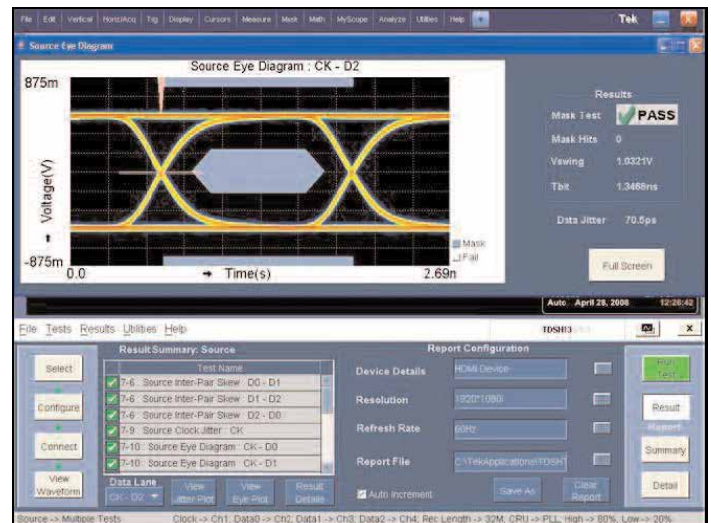 File Edit Vertical Horiz/Acq Trig Display Cursors Measure Mask Math MyScope Analyze Utilities Help Tek
Source Eye Diagram
Source Eye Diagram : CK - D2
875m
Voltage(V)
-875m
0.0
Time(s)
2.69n
Mask
Fail
Results
Mask Test PASS
Mask Hits 0
Vswing 1.0321V
Tbit 1.3468ns
Data Jitter 70.5ps
Full Screen
Auto April 28, 2008 12:26:42
File Tests Results Utilities Help TDSHT3 X
Result Summary: Source
Report Configuration
Select
Configure
Connect
View Waveform
Test Name
7-6 : Source Inter-Pair Skew : D0 - D1
7-6 : Source Inter-Pair Skew : D1 - D2
7-6 : Source Inter-Pair Skew : D2 - D0
7-9 : Source Clock Jitter : CK
7-10 : Source Eye Diagram : CK - D0
7-10 : Source Eye Diagram : CK - D1
Data Lane
CK - D2
View Jitter Plot
View Eye Plot
Result Details
Device Details HDMI Device
Resolution 1920*1080i
Refresh Rate 60Hz
Report File C:\TekApplications\TDSHT
Auto Increment
Save As
Clear Report
Run Test
Result
Report
Summary
Detail
Source -> Multiple Tests Clock -> Ch1, Data0 -> Ch2, Data1 -> Ch3, Data2 -> Ch4, Rec Length -> 32M, CRU -> PLL, High -> 80%, Low -> 20%